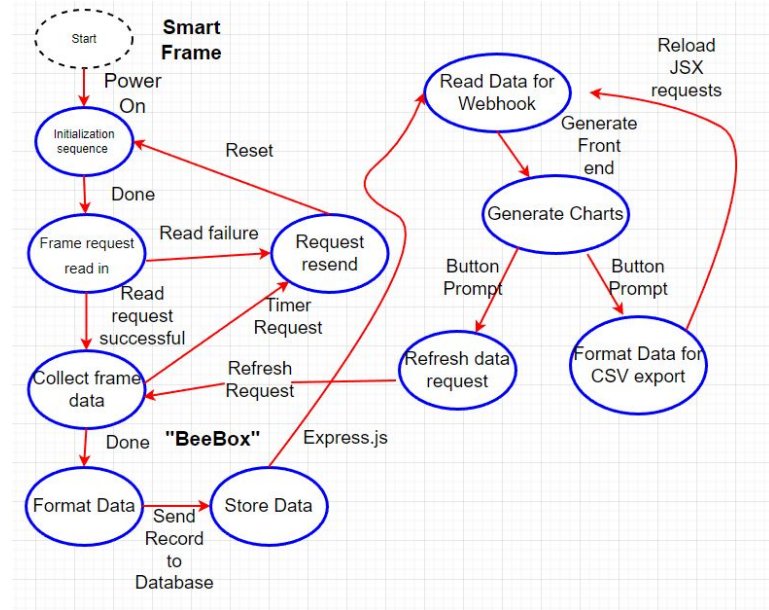 Start
Smart
Frame
Power
On
Initialization
sequence
Reset
Done
Frame request
read in
Read failure
Request
resend
Read
request
successful
Timer
Request
Collect frame
data
Refresh
Request
Done
"BeeBox"
Express.js
Format Data
Send
Record
to
Database
Store Data
Read Data for
Webhook
Reload
JSX
requests
Generate
Front
end
Generate Charts
Button
Prompt
Button
Prompt
Refresh data
request
Format Data for
CSV export